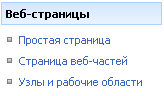 Веб-страницы
Простая страница
Страница веб-частей
Узлы и рабочие области